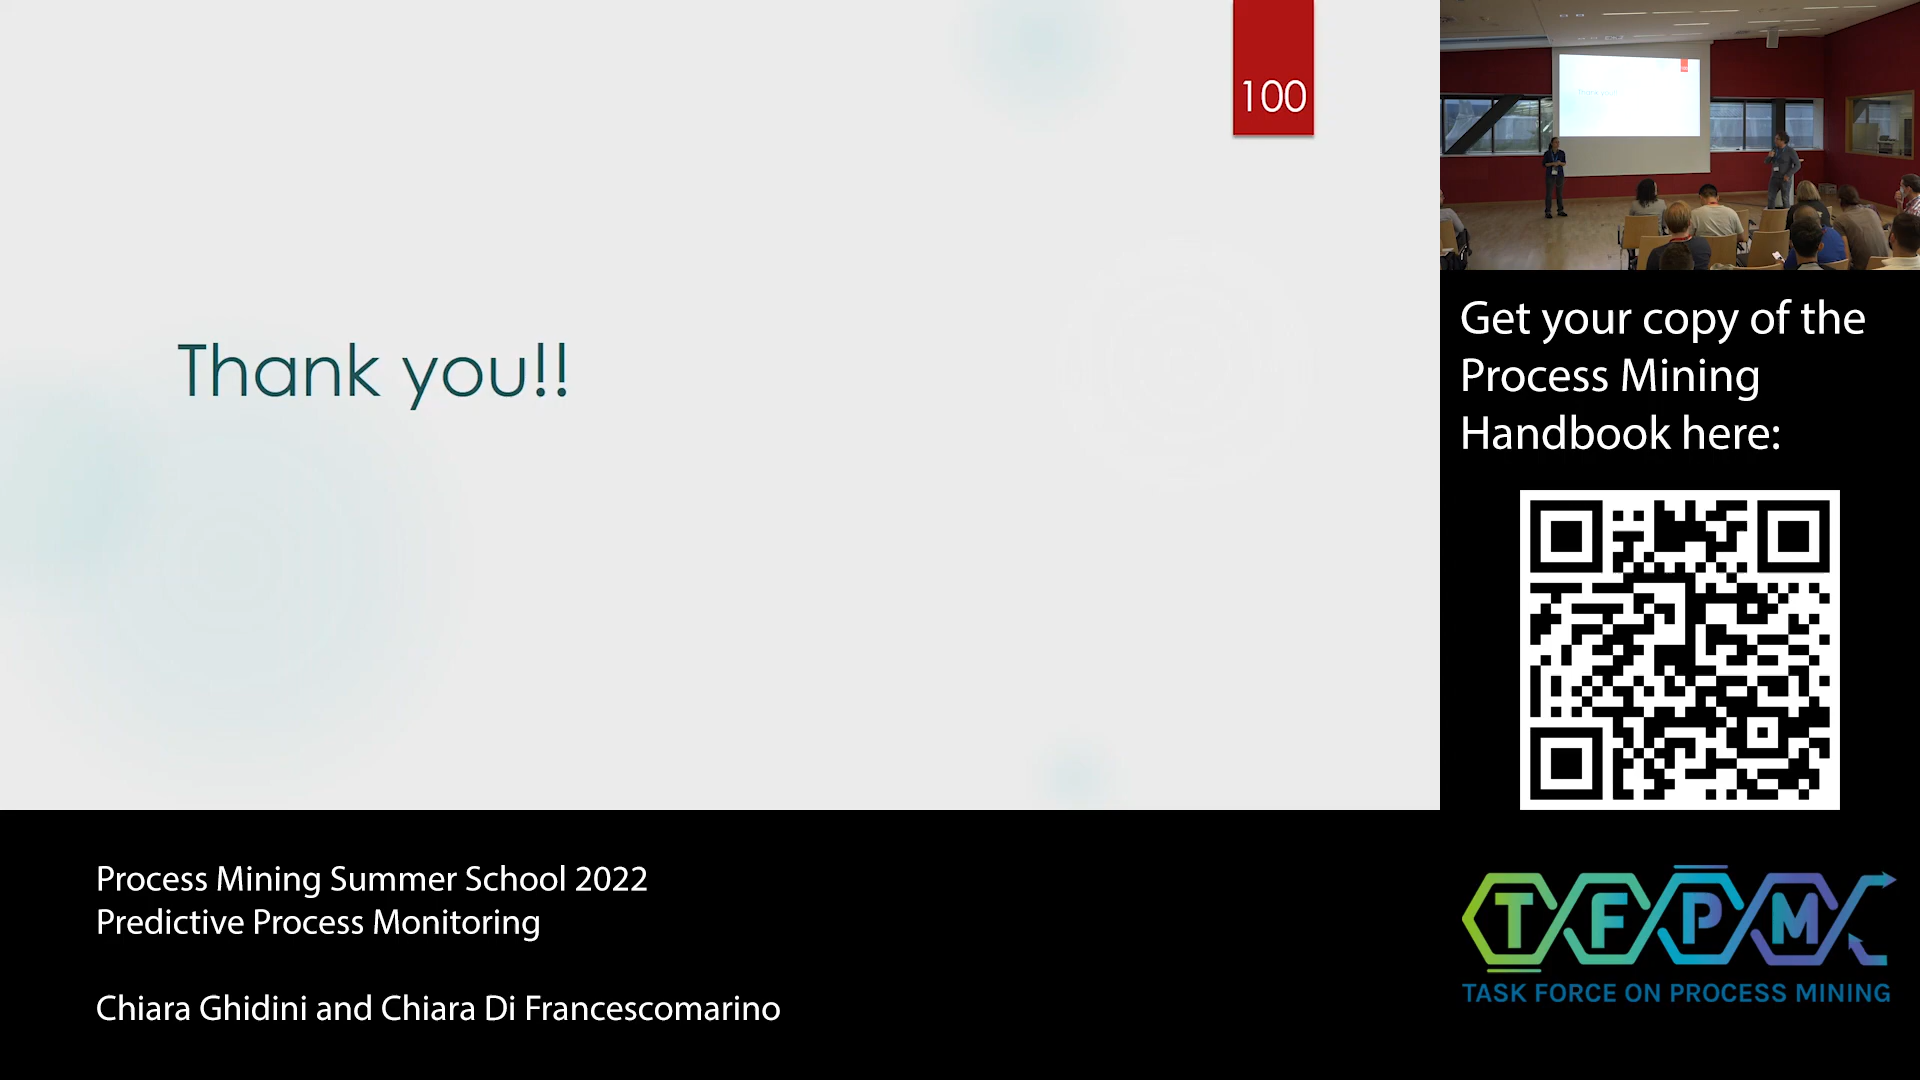 100
Thank you!!
Get your copy of the
Process Mining
Handbook here:
Process Mining Summer School 2022
Predictive Process Monitoring
Chiara Ghidini and Chiara Di Francescomarino
TFPM
TASK FORCE ON PROCESS MINING